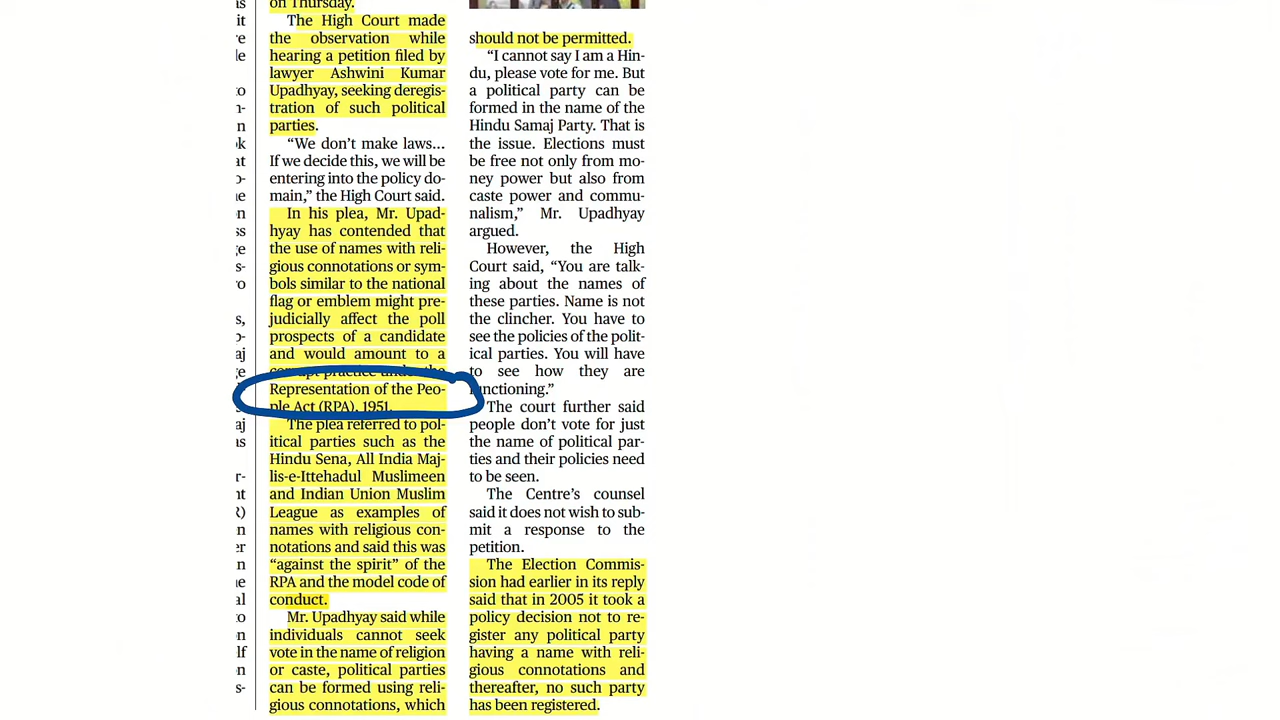 on Thursday.
The High Court made
the observation while
hearing a petition filed by
lawyer Ashwini Kumar
Upadhyay, seeking deregis-
tration of such political
parties.
“We don’t make laws...
If we decide this, we will be
entering into the policy do-
main,” the High Court said.
In his plea, Mr. Upad-
hyay has contended that
the use of names with reli-
gious connotations or sym-
bols similar to the national
flag or emblem might pre-
judicially affect the poll
prospects of a candidate
and would amount to a
corrupt practice under the
Representation of the Peo-
ple Act (RPA), 1951.
The plea referred to pol-
itical parties such as the
Hindu Sena, All India Maj-
lis-e-Ittehadul Muslimeen
and Indian Union Muslim
League as examples of
names with religious con-
notations and said this was
“against the spirit” of the
RPA and the model code of
conduct.
Mr. Upadhyay said while
individuals cannot seek
vote in the name of religion
or caste, political parties
can be formed using reli-
gious connotations, which
should not be permitted.
“I cannot say I am a Hin-
du, please vote for me. But
a political party can be
formed in the name of the
Hindu Samaj Party. That is
the issue. Elections must
be free not only from mo-
ney power but also from
caste power and commu-
nalism,” Mr. Upadhyay
argued.
However, the High
Court said, “You are talk-
ing about the names of
these parties. Name is not
the clincher. You have to
see the policies of the polit-
ical parties. You will have
to see how they are
functioning.”
The court further said
people don’t vote for just
the name of political par-
ties and their policies need
to be seen.
The Centre’s counsel
said it does not wish to sub-
mit a response to the
petition.
The Election Commis-
sion had earlier in its reply
said that in 2005 it took a
policy decision not to re-
gister any political party
having a name with reli-
gious connotations and
thereafter, no such party
has been registered.